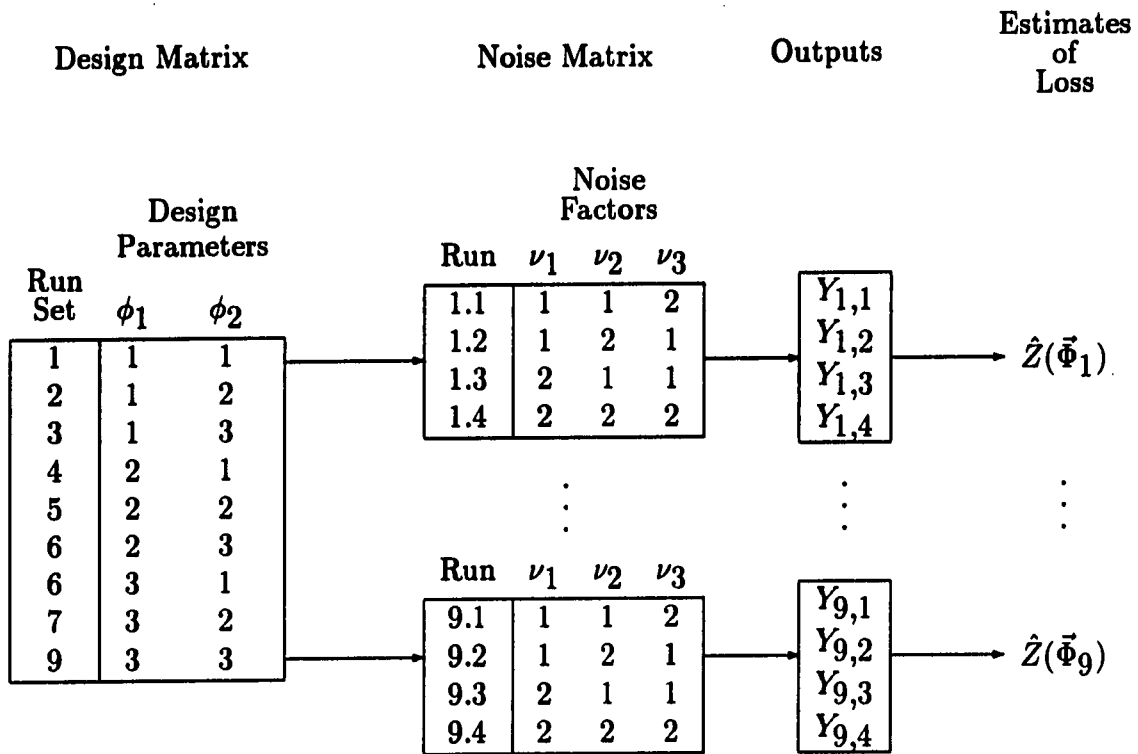 Design Matrix Noise Matrix Outputs Estimates
of
Loss
Design
Parameters
Run
Set ϕ1 ϕ2
1 1 1
2 1 2
3 1 3
4 2 1
5 2 2
6 2 3
6 3 1
7 3 2
9 3 3
Noise
Factors
Run ν1 ν2 ν3
1.1 1 1 2
1.2 1 2 1
1.3 2 1 1
1.4 2 2 2
Y1,1
Y1,2
Y1,3
Y1,4
Ẑ(Φ⃗1)
Run ν1 ν2 ν3
9.1 1 1 2
9.2 1 2 1
9.3 2 1 1
9.4 2 2 2
Y9,1
Y9,2
Y9,3
Y9,4
Ẑ(Φ⃗9)